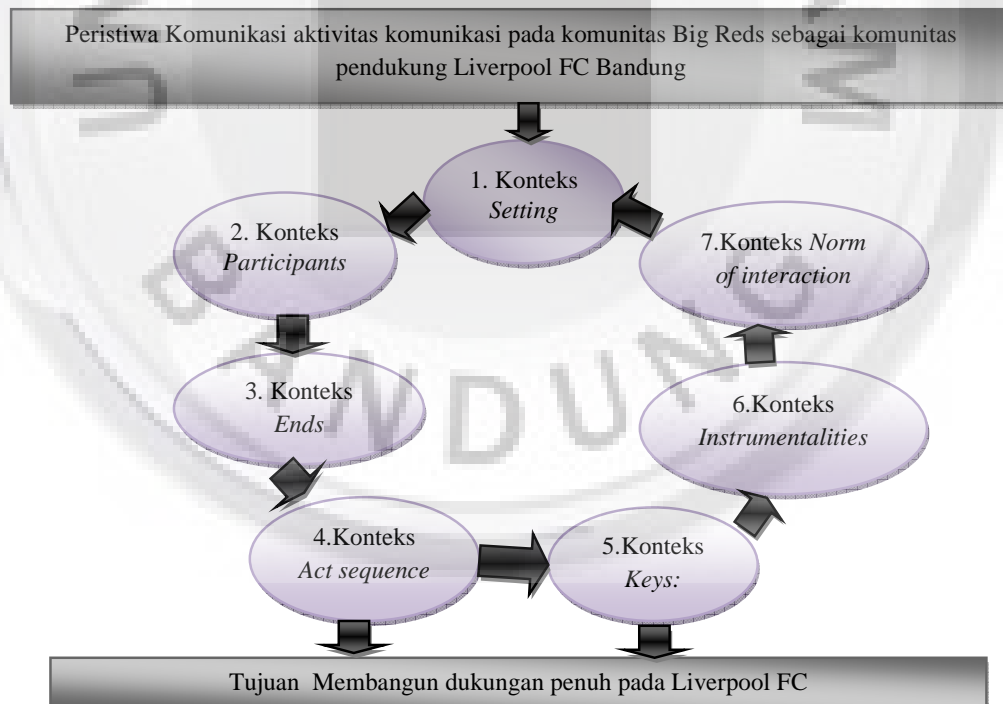 Peristiwa Komunikasi aktivitas komunikasi pada komunitas Big Reds sebagai komunitas
pendukung Liverpool FC Bandung
1. Konteks
Setting
2. Konteks
Participants
3. Konteks
Ends
4.Konteks
Act sequence
5.Konteks
Keys:
6.Konteks
Instrumentalities
7.Konteks Norm
of interaction
Tujuan  Membangun dukungan penuh pada Liverpool FC
BANDUNG